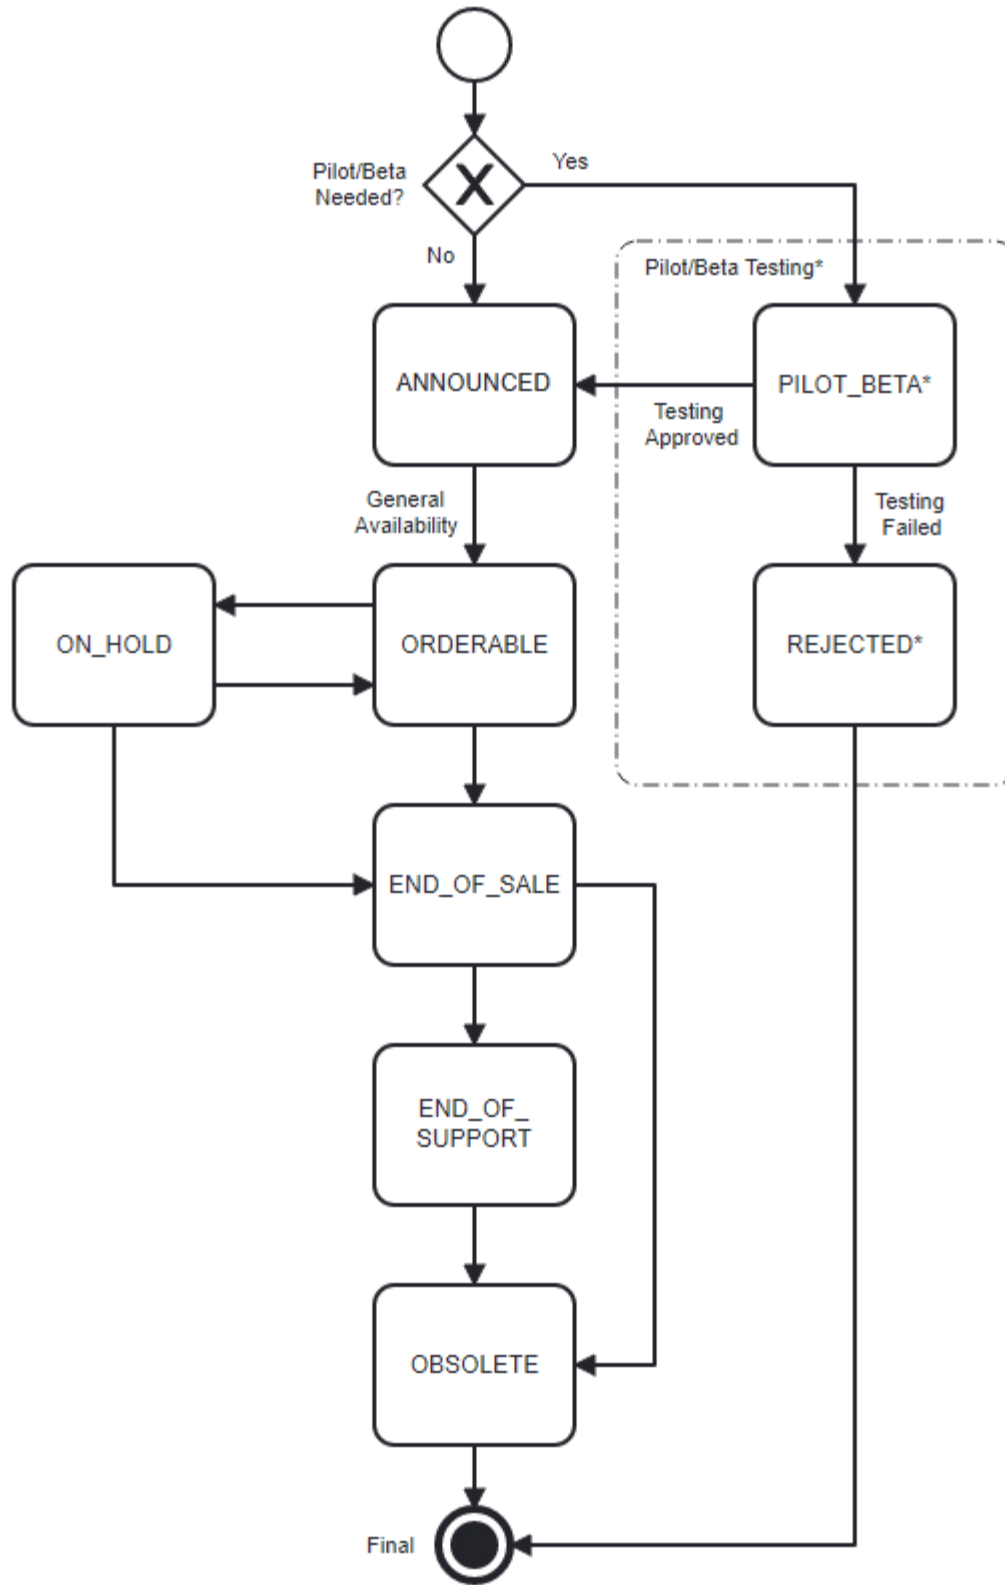 Pilot/Beta
Needed?
Yes
No
Pilot/Beta Testing*
ANNOUNCED
PILOT_BETA*
Testing
Approved
General
Availability
Testing
Failed
ON_HOLD
ORDERABLE
REJECTED*
END_OF_SALE
END_OF_
SUPPORT
OBSOLETE
Final